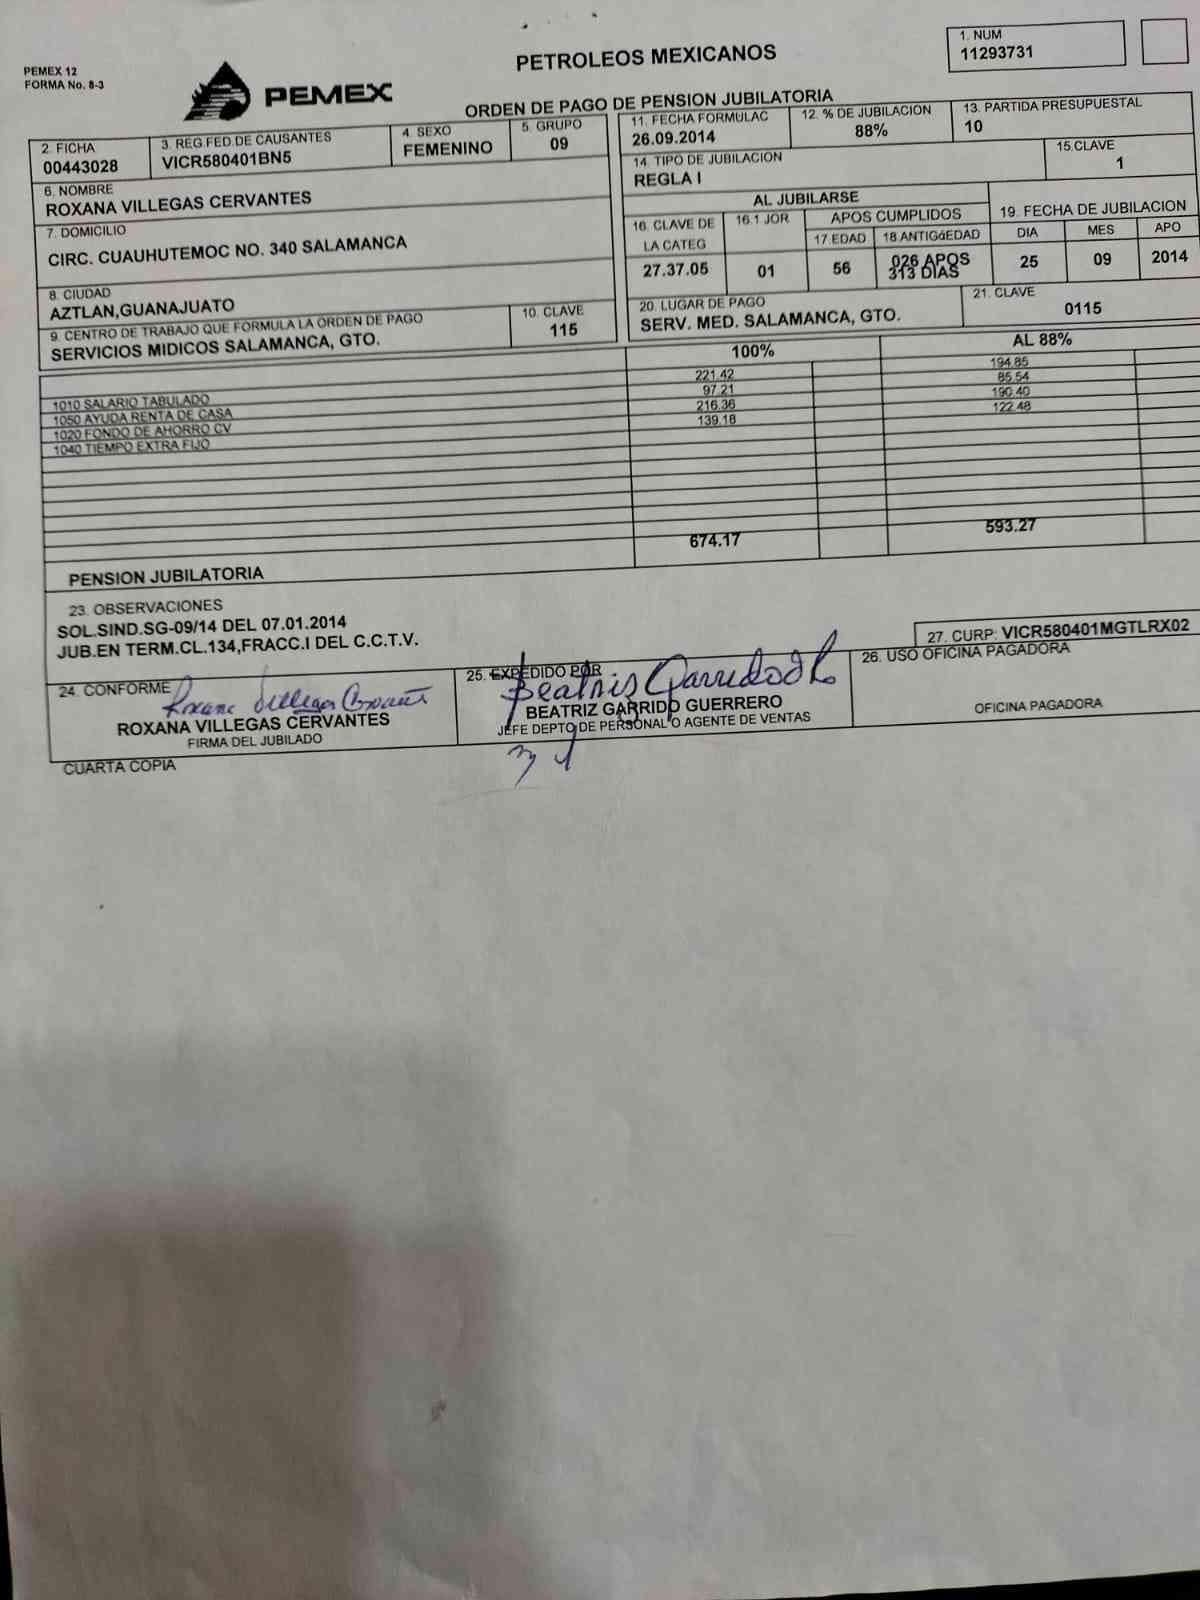 PEMEX 12
FORMA No. 8-3
PEMEX
PETROLEOS MEXICANOS
ORDEN DE PAGO DE PENSION JUBILATORIA
1. NUM
11293731
2. FICHA
00443028
3. REG.FED.DE CAUSANTES
VICR580401BN5
4. SEXO
FEMENINO
5. GRUPO
09
6. NOMBRE
ROXANA VILLEGAS CERVANTES
7. DOMICILIO
CIRC. CUAUHUTEMOC NO. 340 SALAMANCA
8. CIUDAD
AZTLAN,GUANAJUATO
9. CENTRO DE TRABAJO QUE FORMULA LA ORDEN DE PAGO
SERVICIOS MIDICOS SALAMANCA, GTO.
10. CLAVE
115
11. FECHA FORMULAC
26.09.2014
12. % DE JUBILACION
88%
13. PARTIDA PRESUPUESTAL
10
14. TIPO DE JUBILACION
REGLA I
15.CLAVE
1
AL JUBILARSE
16. CLAVE DE
LA CATEG
27.37.05
16.1 JOR
01
APOS CUMPLIDOS
17.EDAD
56
18.ANTIGóEDAD
026 APOS
313 DIAS
19. FECHA DE JUBILACION
DIA MES APO
25 09 2014
20. LUGAR DE PAGO
SERV. MED. SALAMANCA, GTO.
21. CLAVE
0115
100% AL 88%
1010 SALARIO TABULADO 221.42 194.85
1050 AYUDA RENTA DE CASA 97.21 85.54
1020 FONDO DE AHORRO CV 216.36 190.40
1040 TIEMPO EXTRA FIJO 139.18 122.48
PENSION JUBILATORIA 674.17 593.27
23. OBSERVACIONES
SOL.SIND.SG-09/14 DEL 07.01.2014
JUB.EN TERM.CL.134,FRACC.I DEL C.C.T.V.
27. CURP: VICR580401MGTLRX02
24. CONFORME
Roxana Villegas Cervantes
ROXANA VILLEGAS CERVANTES
FIRMA DEL JUBILADO
25. EXPEDIDO POR
Beatriz Garrido
BEATRIZ GARRIDO GUERRERO
JEFE DEPTO DE PERSONAL O AGENTE DE VENTAS
26. USO OFICINA PAGADORA
OFICINA PAGADORA
CUARTA COPIA